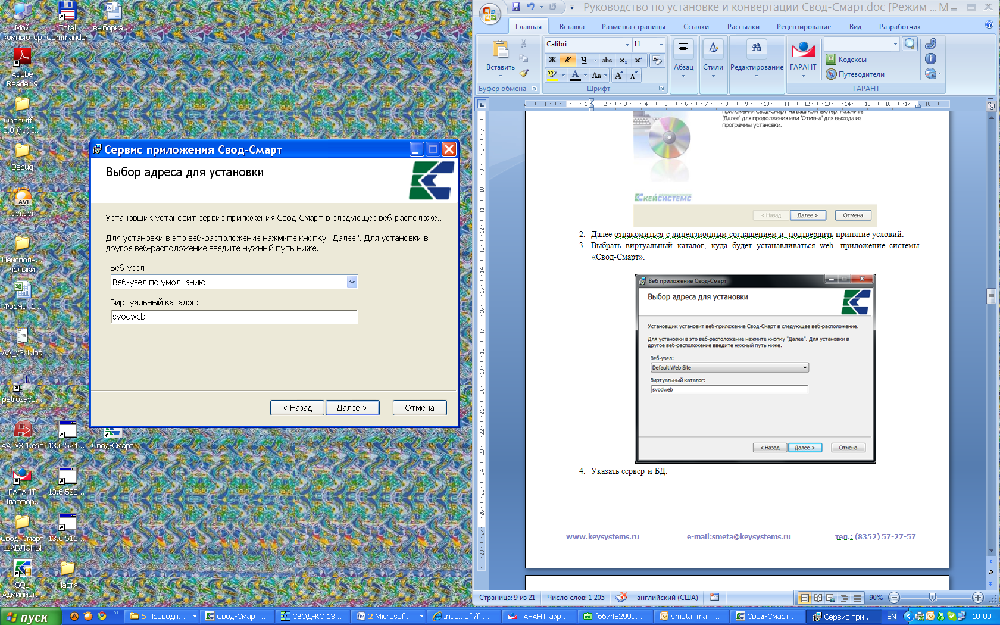 Мой
компьютер
Total
Commander
выборка....
Adobe
Reader 9
OpenOffi...
3.0 (ru) I...
Debug
avi.avi
Неисполь...
ярлыки
Форма_1...
AA_v3.1.log
petrozavo...
AA_v3.1.exe
13.6.524....
Свод-Смарт
ГАРАНТ
Платфор...
13.6.520....
Свод_Смарт
ШАБЛОНЫ
13.6.516....
SQL
Админист...
Настя
Сервис приложения Свод-Смарт
Выбор адреса для установки
Установщик установит сервис приложения Свод-Смарт в следующее веб-расположе...
Для установки в это веб-расположение нажмите кнопку "Далее". Для установки в
другое веб-расположение введите нужный путь ниже.
Веб-узел:
Веб-узел по умолчанию
Виртуальный каталог:
svodweb
< Назад
Далее >
Отмена
Руководство по установке и конвертации Свод-Смарт.doc [Режим ... M
Главная Вставка Разметка страницы Ссылки Рассылки Рецензирование Вид Разработчик
Вставить
Буфер обмена
Calibri 11
Ж К Ч abc x₂ x²
ab A Aa A A
Шрифт
Абзац
Стили
Редактирование
ГАРАНТ
Кодексы
Путеводители
ГАРАНТ
приложения Свод-Смарт на ваш компьютер. Нажмите
'Далее' для продолжения или 'Отмена' для выхода из
программы установки.
КЕЙСИСТЕМС
< Назад Далее > Отмена
2. Далее ознакомиться с лицензионным соглашением и подтвердить принятие условий.
3. Выбрать виртуальный каталог, куда будет устанавливаться web- приложение системы
«Свод-Смарт».
Веб приложение Свод-Смарт
Выбор адреса для установки
Установщик установит веб-приложение Свод-Смарт в следующее веб-расположение.
Для установки в это веб-расположение нажмите кнопку "Далее". Для установки в
другое веб-расположение введите нужный путь ниже.
Веб-узел:
Default Web Site
Виртуальный каталог:
svodweb
< Назад Далее > Отмена
4. Указать сервер и БД.
www.keysystems.ru e-mail:smeta@keysystems.ru тел.: (8352) 57-27-57
Страница: 9 из 21 Число слов: 1 205 английский (США) 90%
пуск
5 Проводн...
Свод-Смарт...
СВОД-КС 13...
2 Microsof...
Index of /fil...
ГАРАНТ аэр...
[667482999...
smeta_mail ...
Свод-Смарт...
Сервис при...
EN
10:00